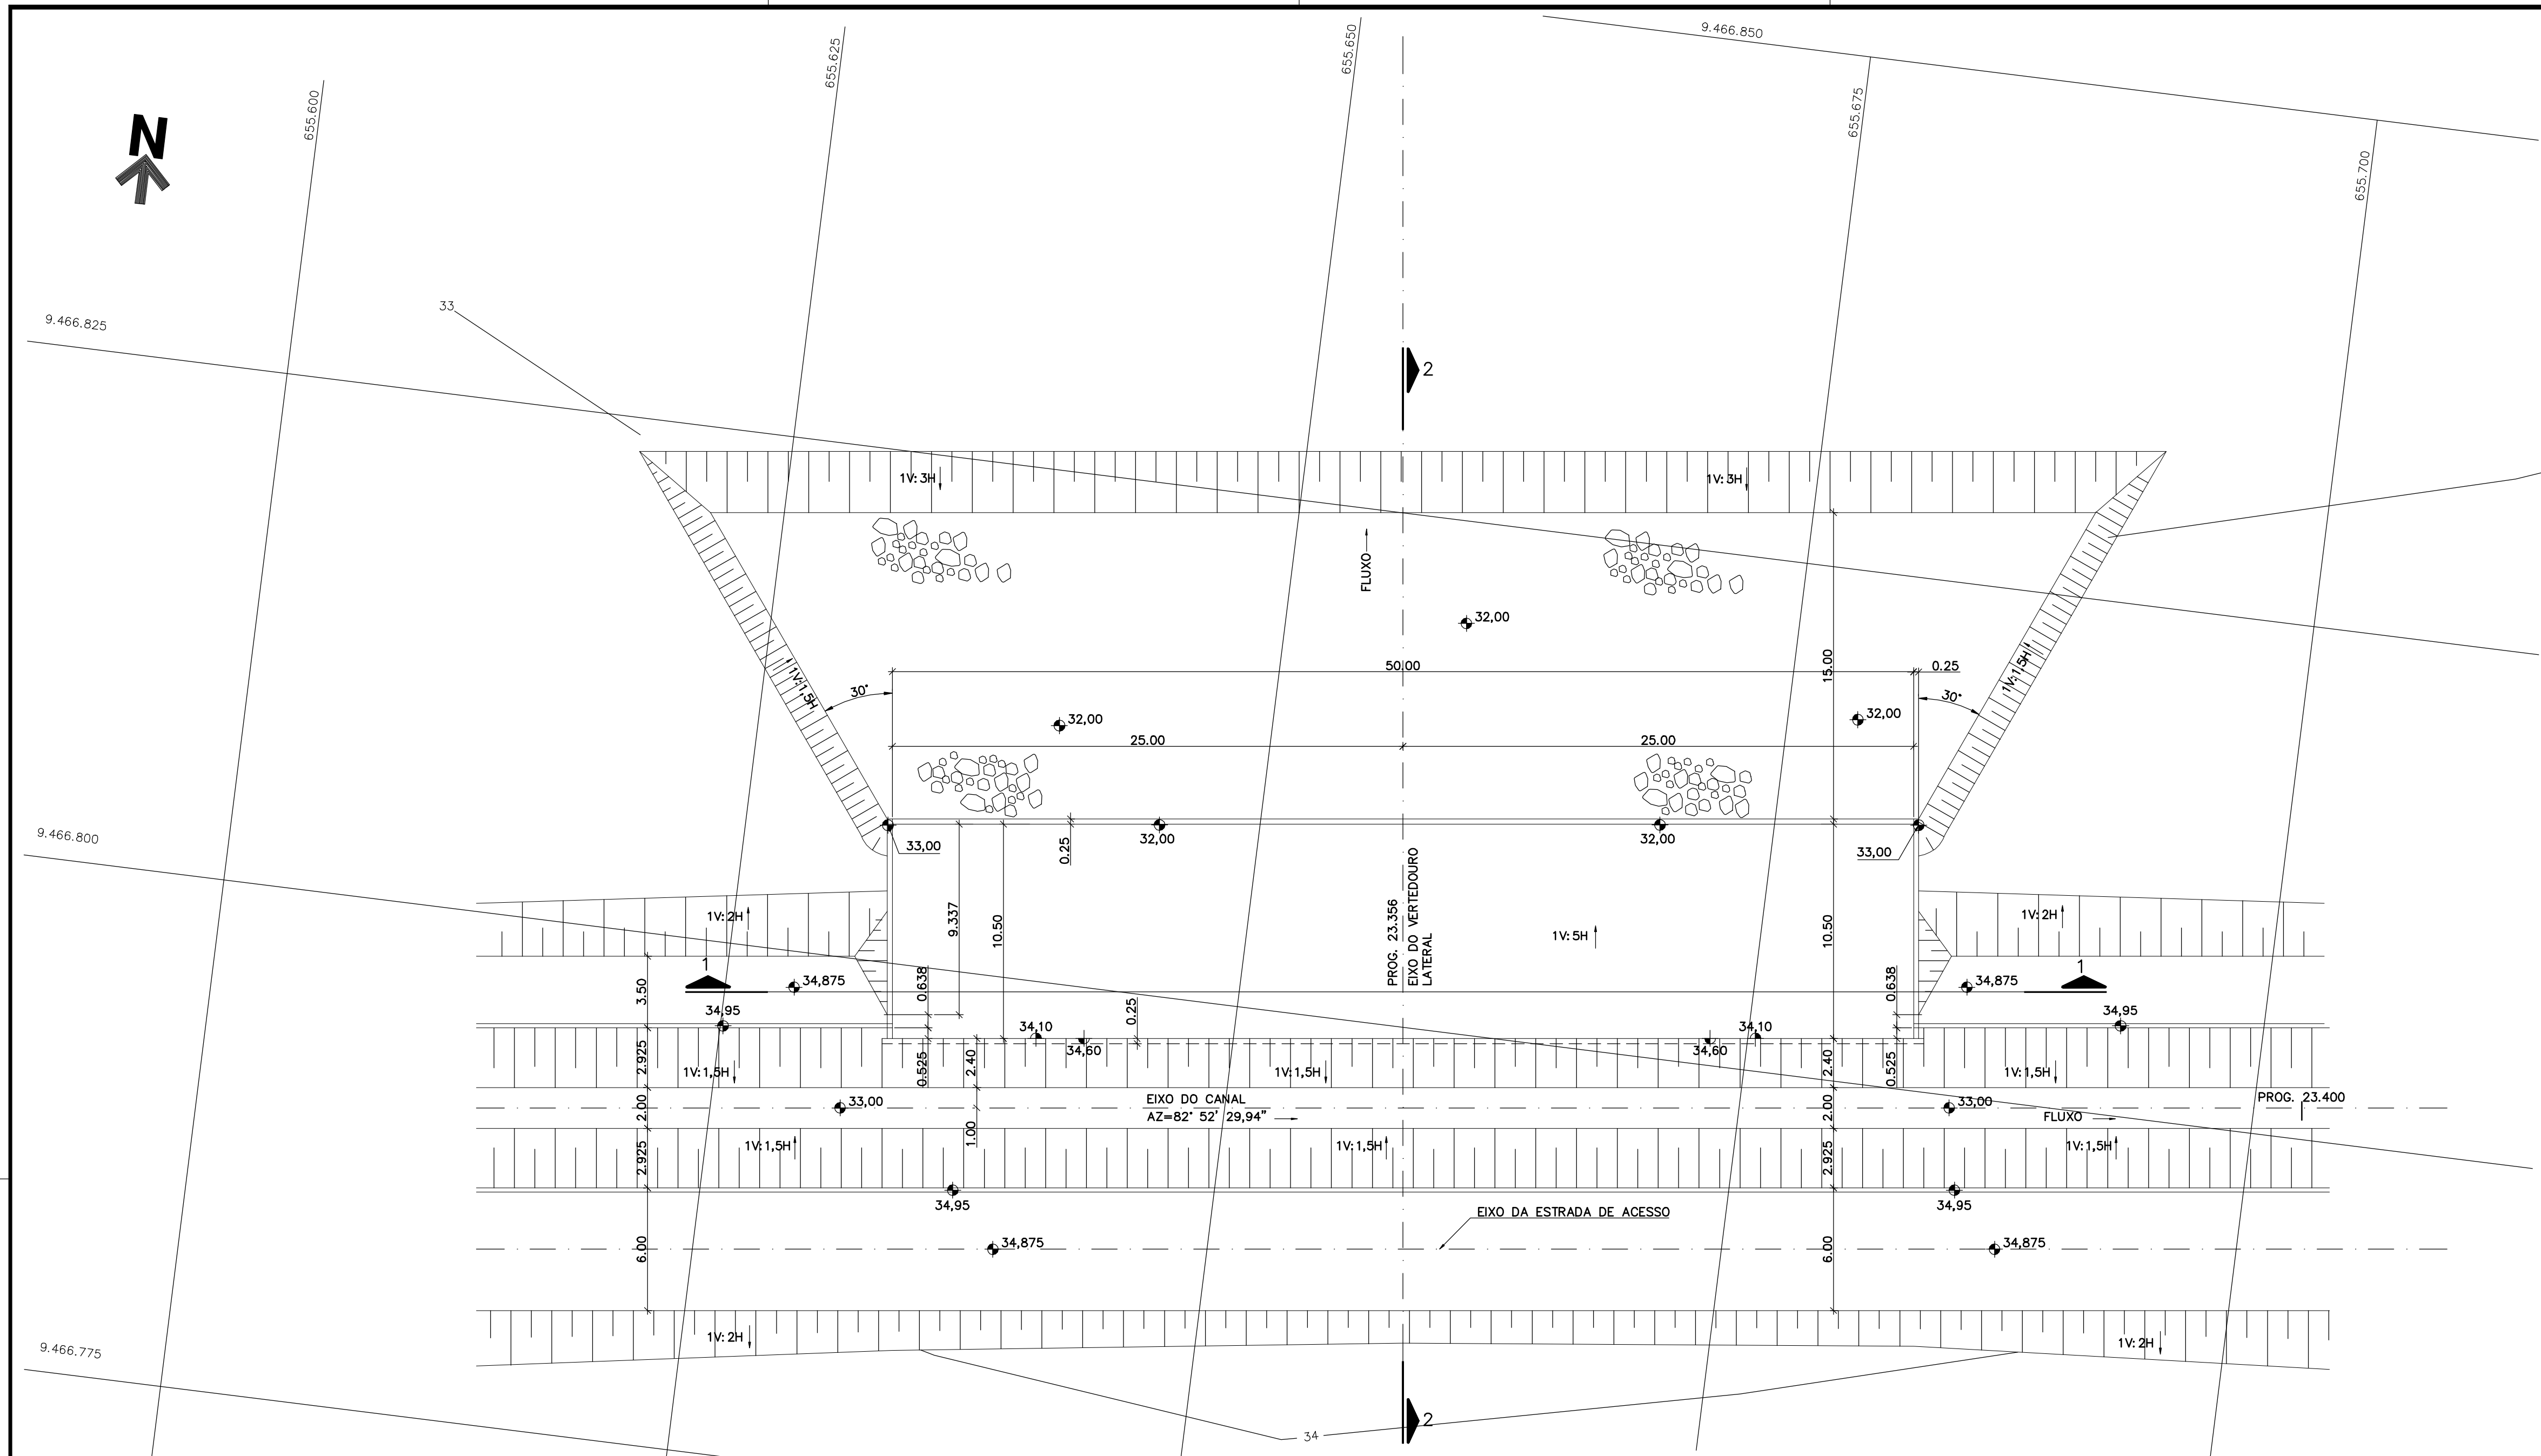 9.466.850
655.600
655.625
655.650
655.675
655.700
N
9.466.825
33
2
1V:3H
1V:3H
FLUXO
32,00
50.00
0.25
15.00
1V:1,5H
30°
30°
1V:1,5H
32,00
32,00
25.00
25.00
9.466.800
33,00
0.25
32,00
32,00
33,00
1V:2H
9.337
10.50
PROG. 23.356
EIXO DO VERTEDOURO
LATERAL
1V:5H
10.50
1V:2H
1
1
3.50
34,875
0.638
0.638
34,875
34,95
34,10
34,60
0.25
34,10
34,60
34,95
2.925
1V:1,5H
0.525
2.40
1V:1,5H
2.40
0.525
1V:1,5H
2.00
33,00
EIXO DO CANAL
AZ=82° 52' 29,94"
2.00
33,00
FLUXO
PROG. 23.400
1.00
2.925
1V:1,5H
1V:1,5H
2.925
1V:1,5H
34,95
34,95
EIXO DA ESTRADA DE ACESSO
6.00
34,875
6.00
34,875
1V:2H
1V:2H
9.466.775
34
2